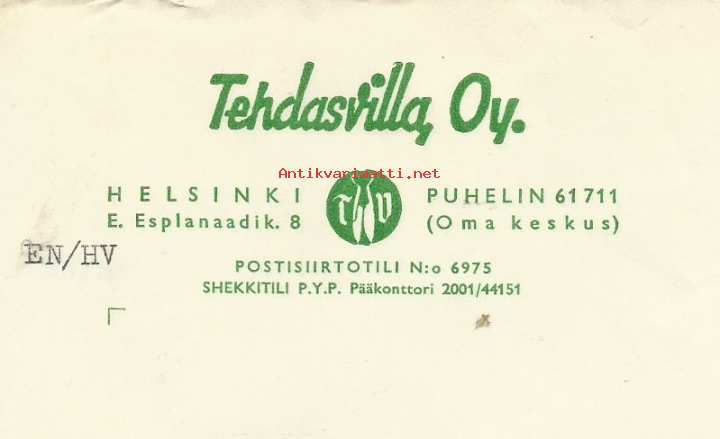 Tehdasvilla, Oy.
Antikvariaatti.net
HELSINKI TV PUHELIN 61711
E. Esplanaadik. 8 (Oma keskus)
EN/HV
POSTISIIRTOTILI N:o 6975
SHEKKITILI P.Y.P. Pääkonttori 2001/44151